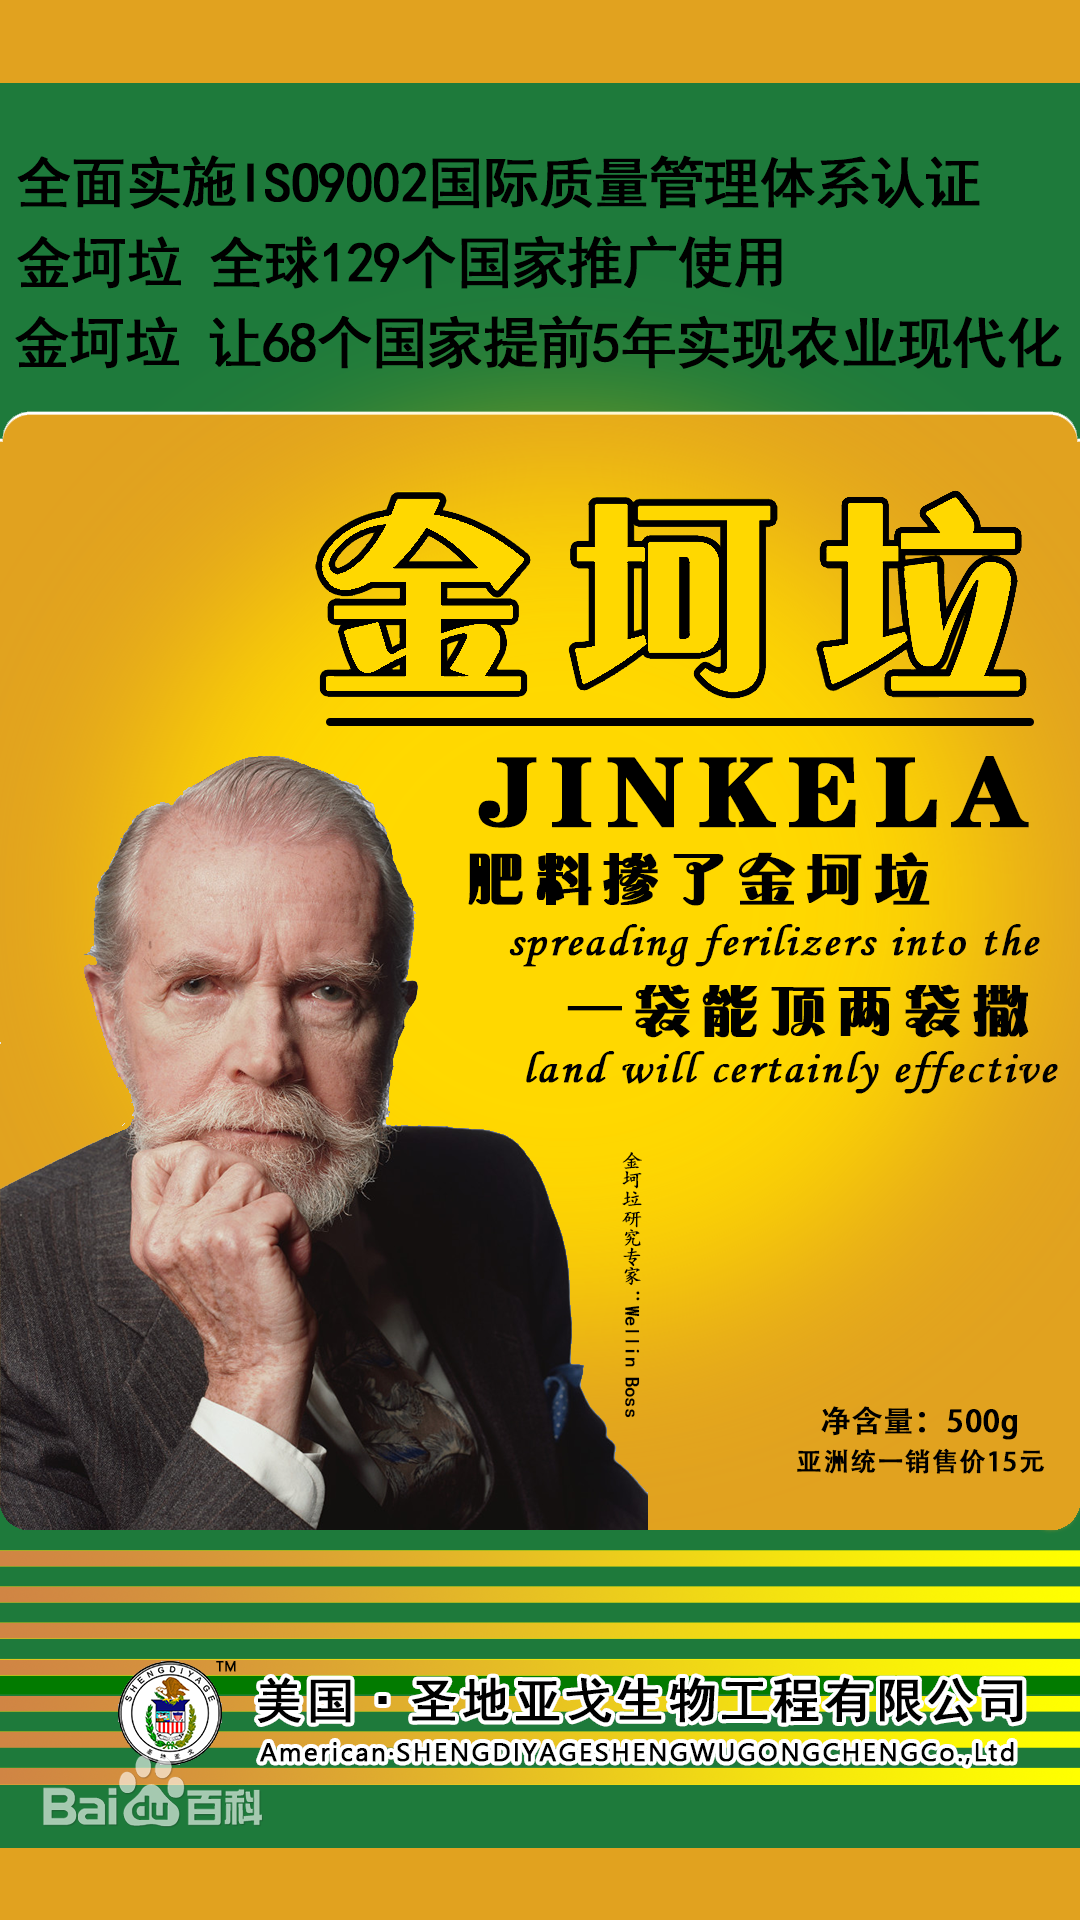 全面实施ISO9002国际质量管理体系认证
金坷垃 全球129个国家推广使用
金坷垃 让68个国家提前5年实现农业现代化
金坷垃
JINKELA
肥料掺了金坷垃
spreading ferilizers into the
一袋能顶两袋撒
land will certainly effective
金坷垃研究专家：Wellin Boss
净含量：500g
亚洲统一销售价15元
SHENGDIYAGE
TM
美国·圣地亚戈生物工程有限公司
American·SHENGDIYAGESHENGWUGONGCHENGCo.,Ltd
Bai du 百科